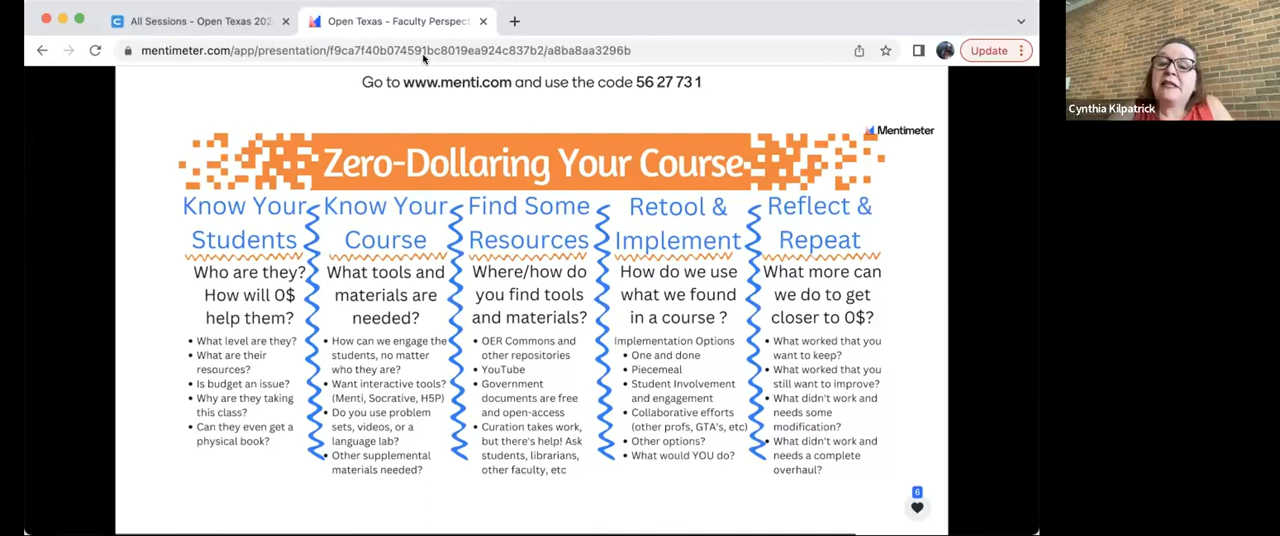 All Sessions - Open Texas 202
Open Texas - Faculty Perspect
mentimeter.com/app/presentation/f9ca7f40b074591bc8019ea924c837b2/a8ba8aa3296b
Update
Go to www.menti.com and use the code 56 27 73 1
Mentimeter
Zero-Dollaring Your Course
Know Your
Students
Who are they?
How will 0$
help them?
• What level are they?
• What are their
resources?
• Is budget an issue?
• Why are they taking
this class?
• Can they even get a
physical book?
Know Your
Course
What tools and
materials are
needed?
• How can we engage the
students, no matter
who they are?
• Want interactive tools?
(Menti, Socrative, H5P)
• Do you use problem
sets, videos, or a
language lab?
• Other supplemental
materials needed?
Find Some
Resources
Where/how do
you find tools
and materials?
• OER Commons and
other repositories
• YouTube
• Government
documents are free
and open-access
• Curation takes work,
but there's help! Ask
students, librarians,
other faculty, etc
Retool &
Implement
How do we use
what we found
in a course ?
Implementation Options
• One and done
• Piecemeal
• Student Involvement
and engagement
• Collaborative efforts
(other profs, GTA's, etc)
• Other options?
• What would YOU do?
Reflect &
Repeat
What more can
we do to get
closer to 0$?
• What worked that you
want to keep?
• What worked that you
still want to improve?
• What didn't work and
needs some
modification?
• What didn't work and
needs a complete
overhaul?
6
Cynthia Kilpatrick